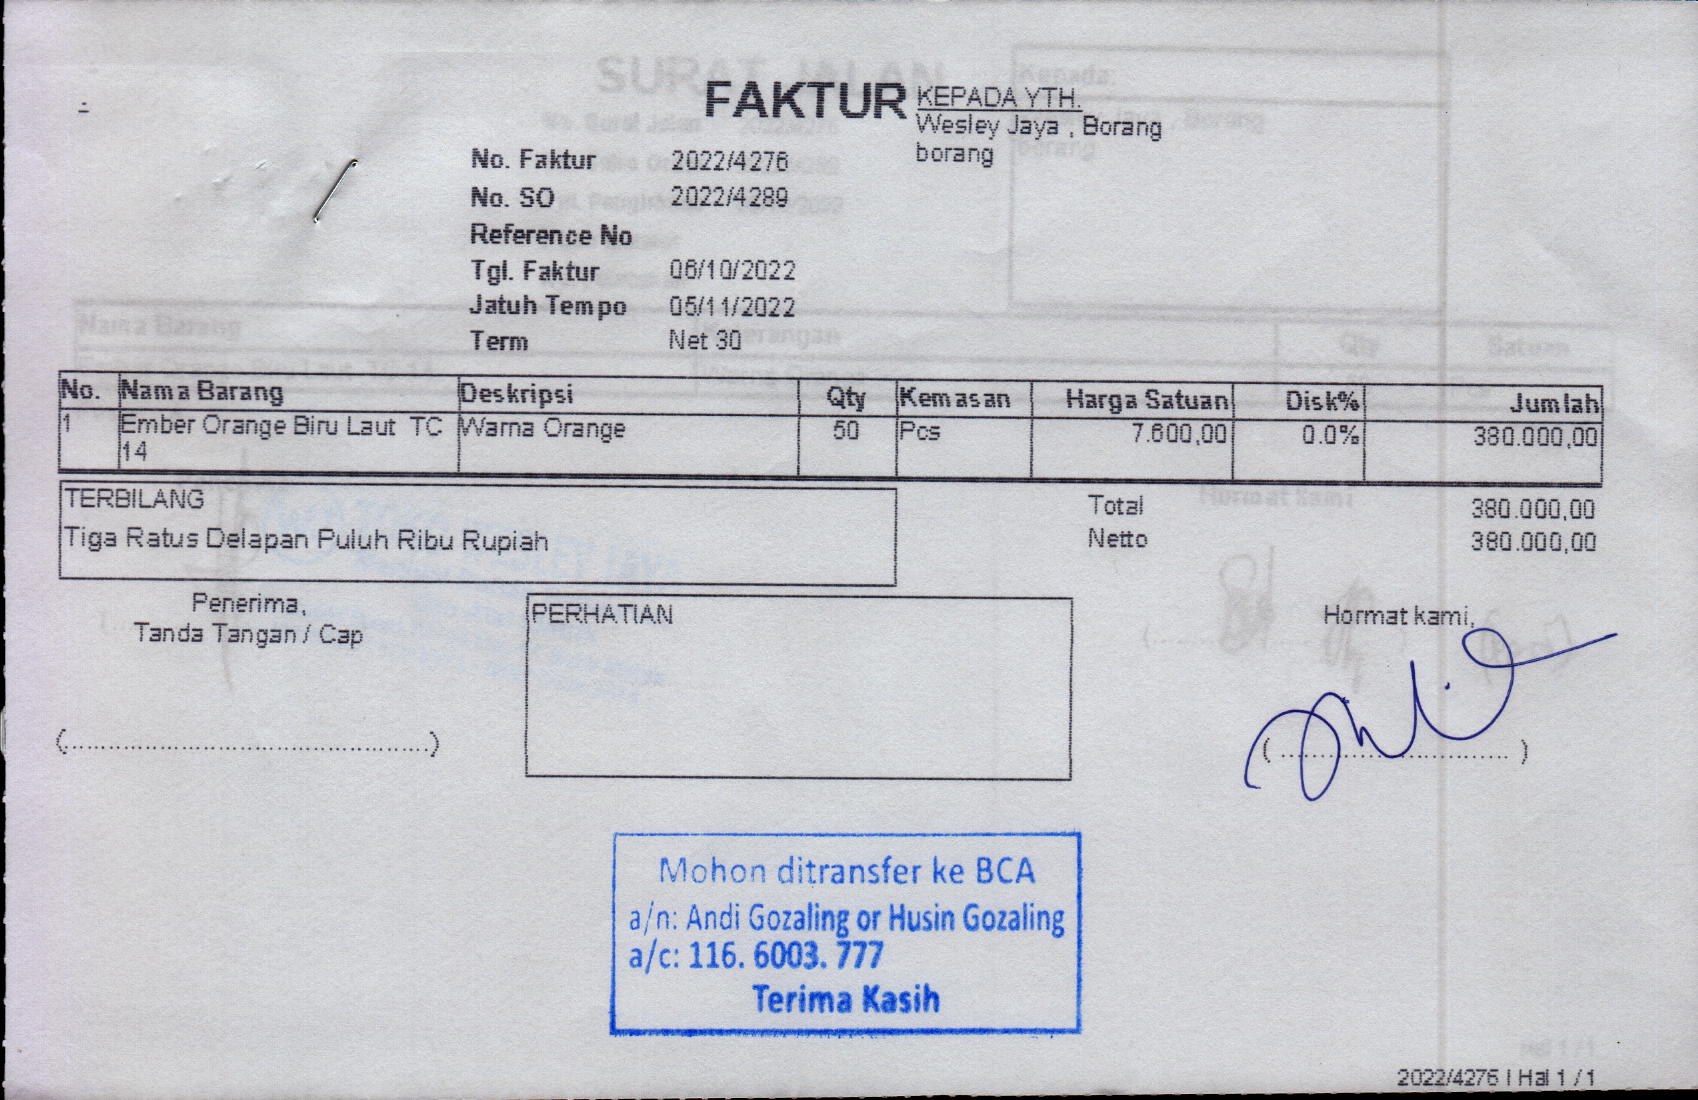 FAKTUR
KEPADA YTH.
Wesley Jaya , Borang
borang
No. Faktur 2022/4276
No. SO 2022/4289
Reference No
Tgl. Faktur 06/10/2022
Jatuh Tempo 05/11/2022
Term Net 30
No. Nama Barang Deskripsi Qty Kemasan Harga Satuan Disk% Jumlah
1 Ember Orange Biru Laut TC Warna Orange 50 Pcs 7.600,00 0.0% 380.000,00
14
TERBILANG
Tiga Ratus Delapan Puluh Ribu Rupiah
Total 380.000,00
Netto 380.000,00
Penerima,
Tanda Tangan / Cap
(................................................)
PERHATIAN
Hormat kami,
( ................................ )
Mohon ditransfer ke BCA
a/n: Andi Gozaling or Husin Gozaling
a/c: 116. 6003. 777
Terima Kasih
2022/4276 | Hal 1 / 1